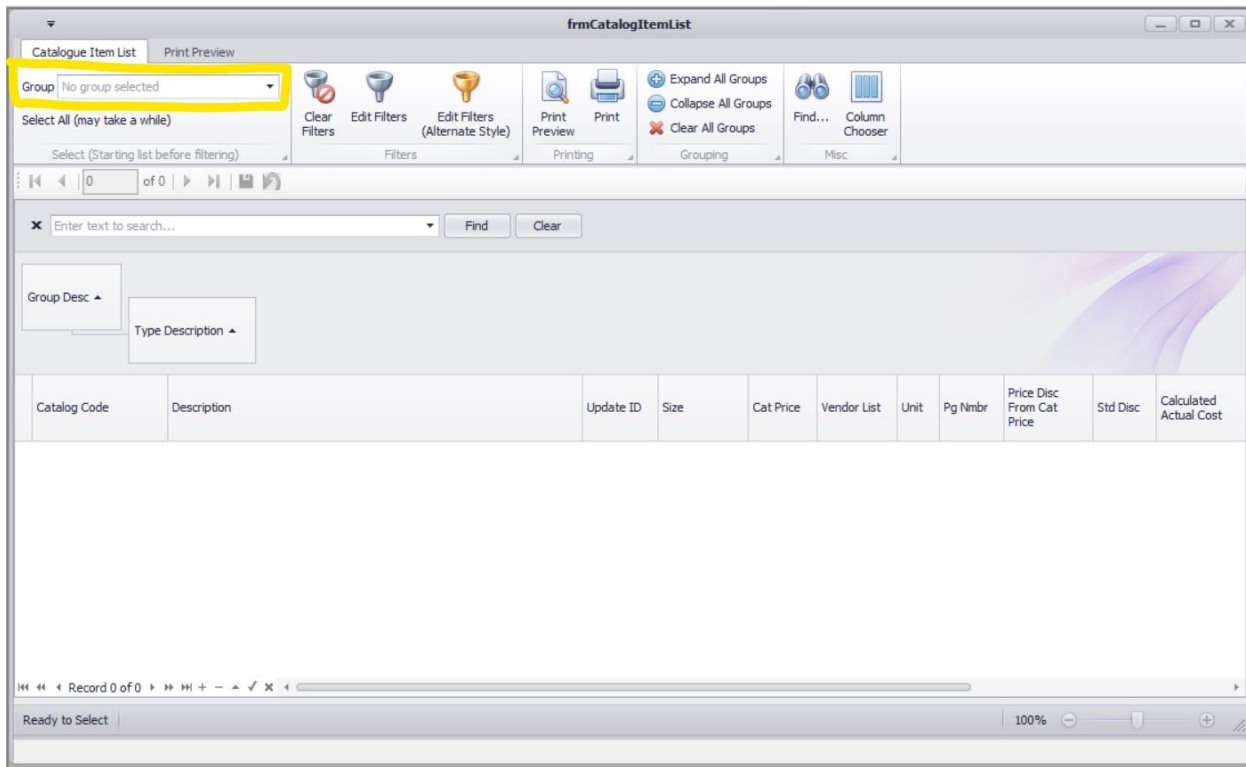 frmCatalogItemList
Catalogue Item List Print Preview
Group No group selected
Select All (may take a while)
Select (Starting list before filtering)
Clear Filters
Edit Filters
Edit Filters (Alternate Style)
Filters
Print Preview
Print
Printing
Expand All Groups
Collapse All Groups
Clear All Groups
Grouping
Find...
Column Chooser
Misc
0 of 0
Enter text to search... Find Clear
Group Desc
Type Description
Catalog Code Description Update ID Size Cat Price Vendor List Unit Pg Nmbr Price Disc From Cat Price Std Disc Calculated Actual Cost
Record 0 of 0
Ready to Select 100%